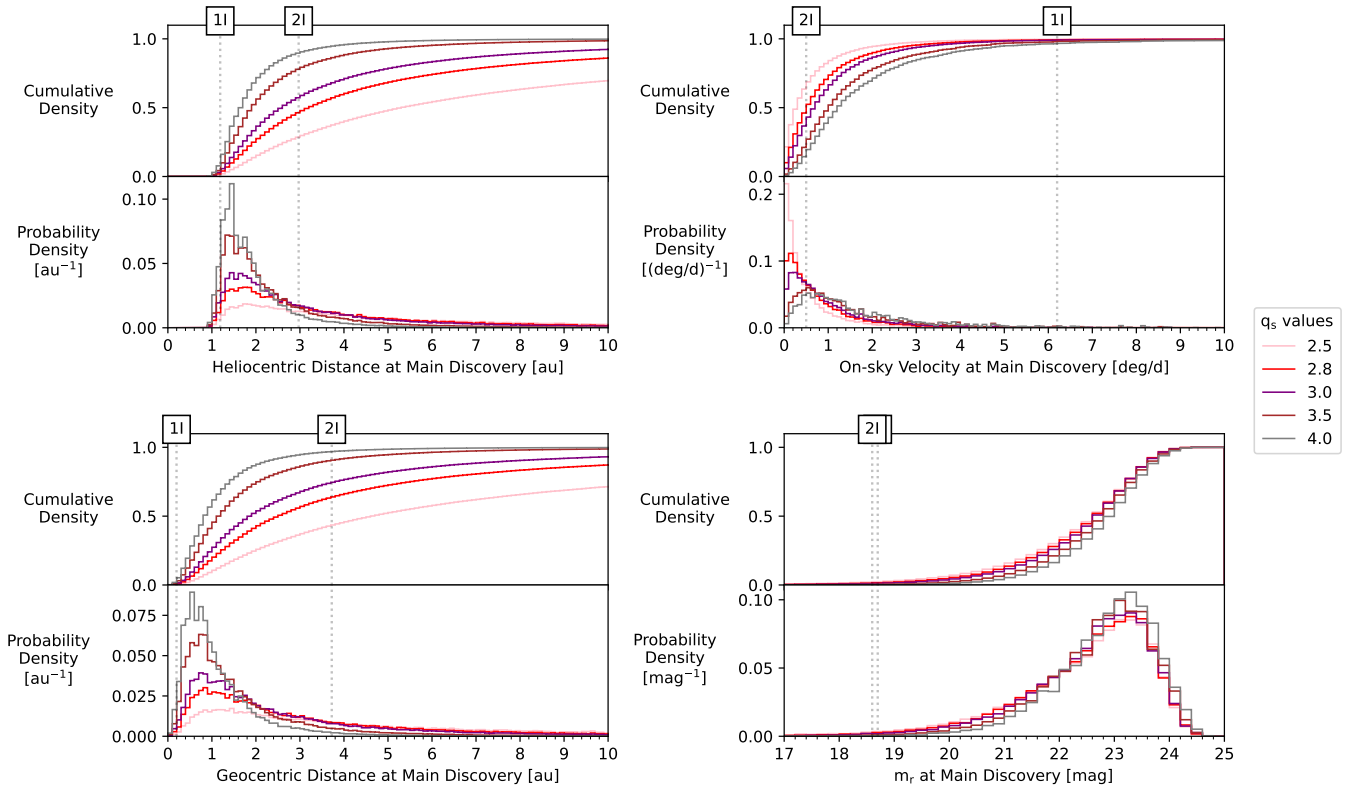 1I 2I
1.0
Cumulative
Density
0.5
0.0
0.10
Probability
Density
[au⁻¹]
0.05
0.00
0 1 2 3 4 5 6 7 8 9 10
Heliocentric Distance at Main Discovery [au]
2I 1I
1.0
Cumulative
Density
0.5
0.0
0.2
Probability
Density
[(deg/d)⁻¹]
0.1
0.0
0 1 2 3 4 5 6 7 8 9 10
On-sky Velocity at Main Discovery [deg/d]
qₛ values
2.5
2.8
3.0
3.5
4.0
1I 2I
1.0
Cumulative
Density
0.5
0.0
0.075
Probability
Density
[au⁻¹]
0.050
0.025
0.000
0 1 2 3 4 5 6 7 8 9 10
Geocentric Distance at Main Discovery [au]
2I
1.0
Cumulative
Density
0.5
0.0
0.10
Probability
Density
[mag⁻¹]
0.05
0.00
17 18 19 20 21 22 23 24 25
mᵣ at Main Discovery [mag]